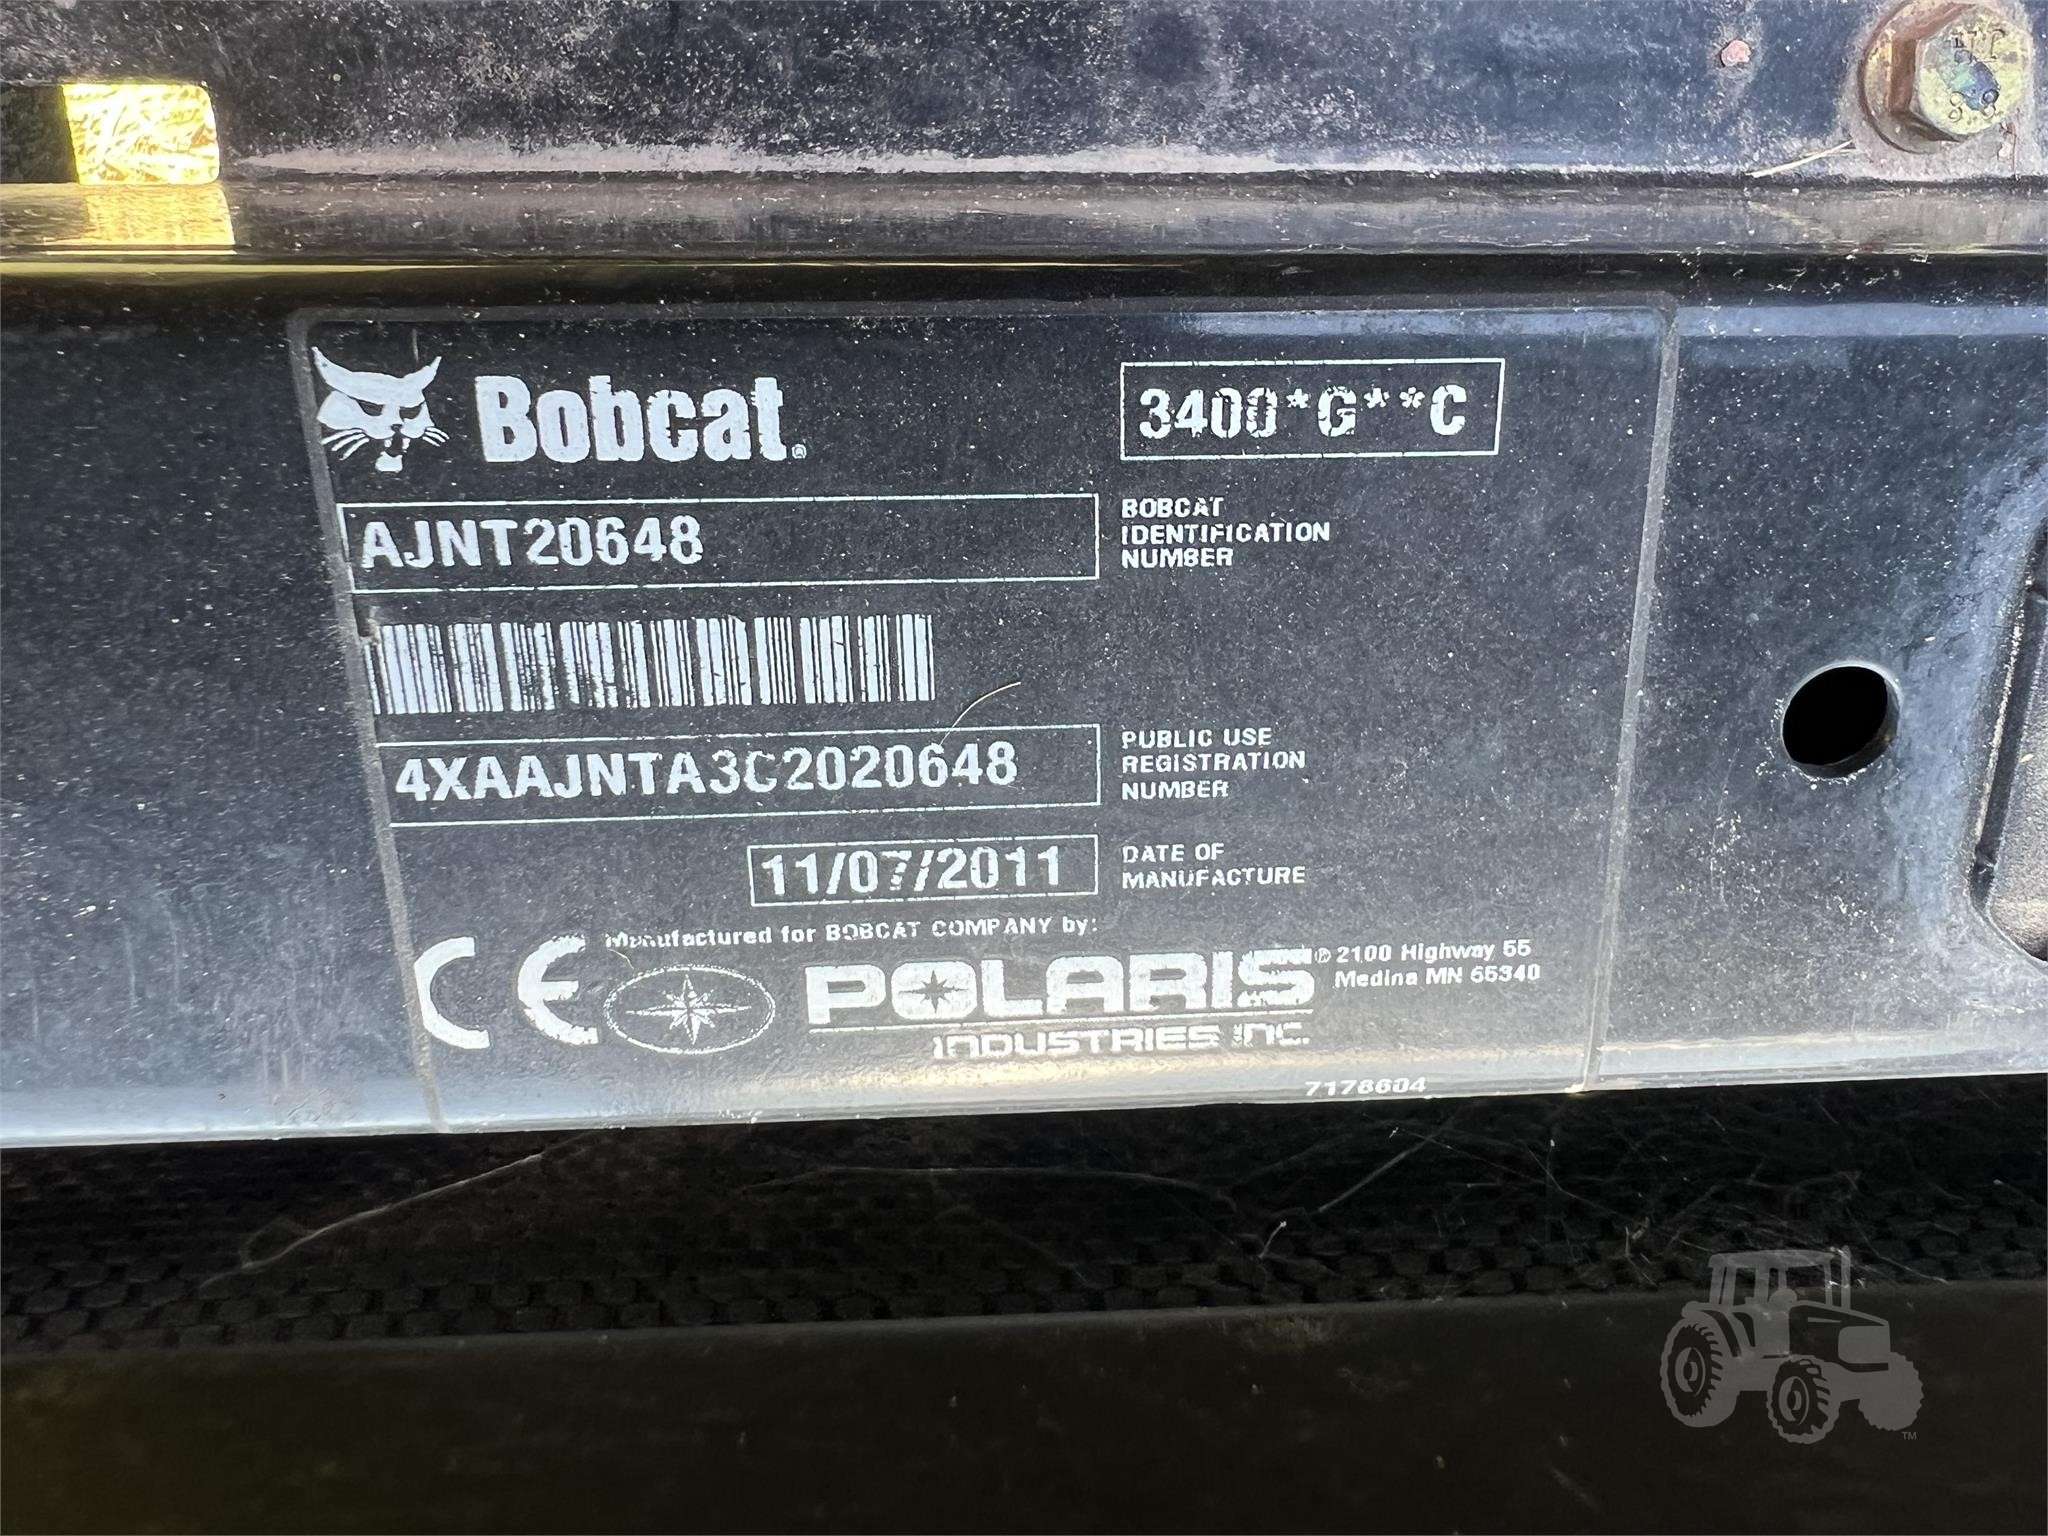 Bobcat®
3400*G**C
AJNT20648
BOBCAT
IDENTIFICATION
NUMBER
4XAAJNTA3C2020648
PUBLIC USE
REGISTRATION
NUMBER
11/07/2011
DATE OF
MANUFACTURE
CE
Manufactured for BOBCAT COMPANY by:
POLARIS®
INDUSTRIES INC.
2100 Highway 55
Medina MN 55340
7178604
TM